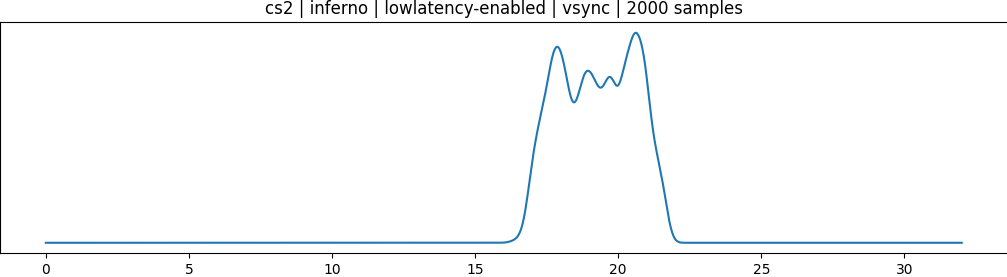 cs2 | inferno | lowlatency-enabled | vsync | 2000 samples
0 5 10 15 20 25 30